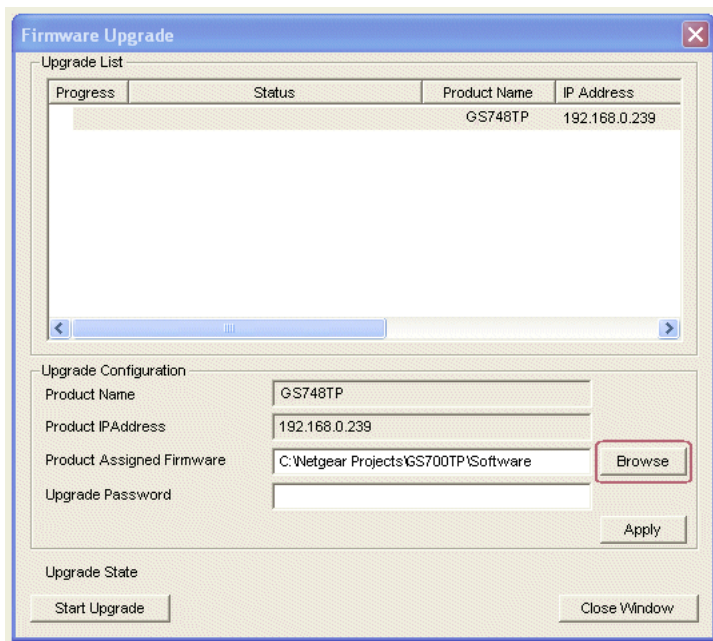 Firmware Upgrade
Upgrade List
Progress Status Product Name IP Address
GS748TP 192.168.0.239
Upgrade Configuration
Product Name GS748TP
Product IPAddress 192.168.0.239
Product Assigned Firmware C:\Netgear Projects\GS700TP\Software Browse
Upgrade Password
Apply
Upgrade State
Start Upgrade Close Window